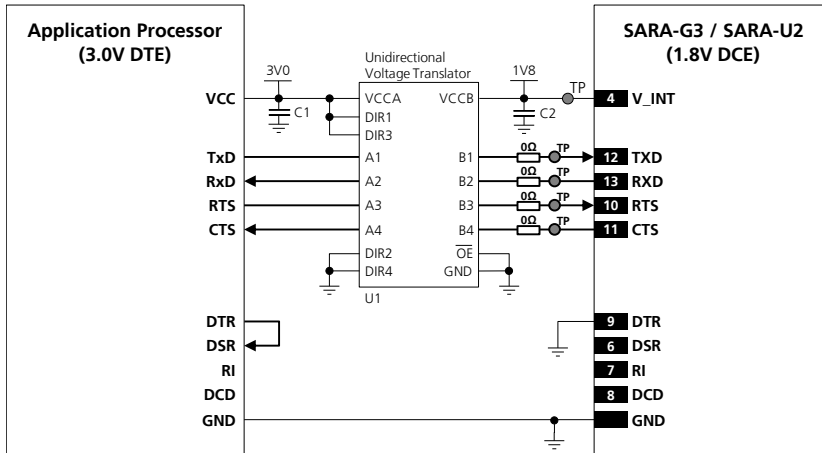 Application Processor
(3.0V DTE)
SARA-G3 / SARA-U2
(1.8V DCE)
Unidirectional
Voltage Translator
3V0
1V8
TP
VCC
VCCA
VCCB
4 V_INT
C1
C2
DIR1
DIR3
TxD
A1
B1
0Ω
TP
12 TXD
RxD
A2
B2
0Ω
TP
13 RXD
RTS
A3
B3
0Ω
TP
10 RTS
CTS
A4
B4
0Ω
TP
11 CTS
DIR2
OE
DIR4
GND
U1
DTR
9 DTR
DSR
6 DSR
RI
7 RI
DCD
8 DCD
GND
GND